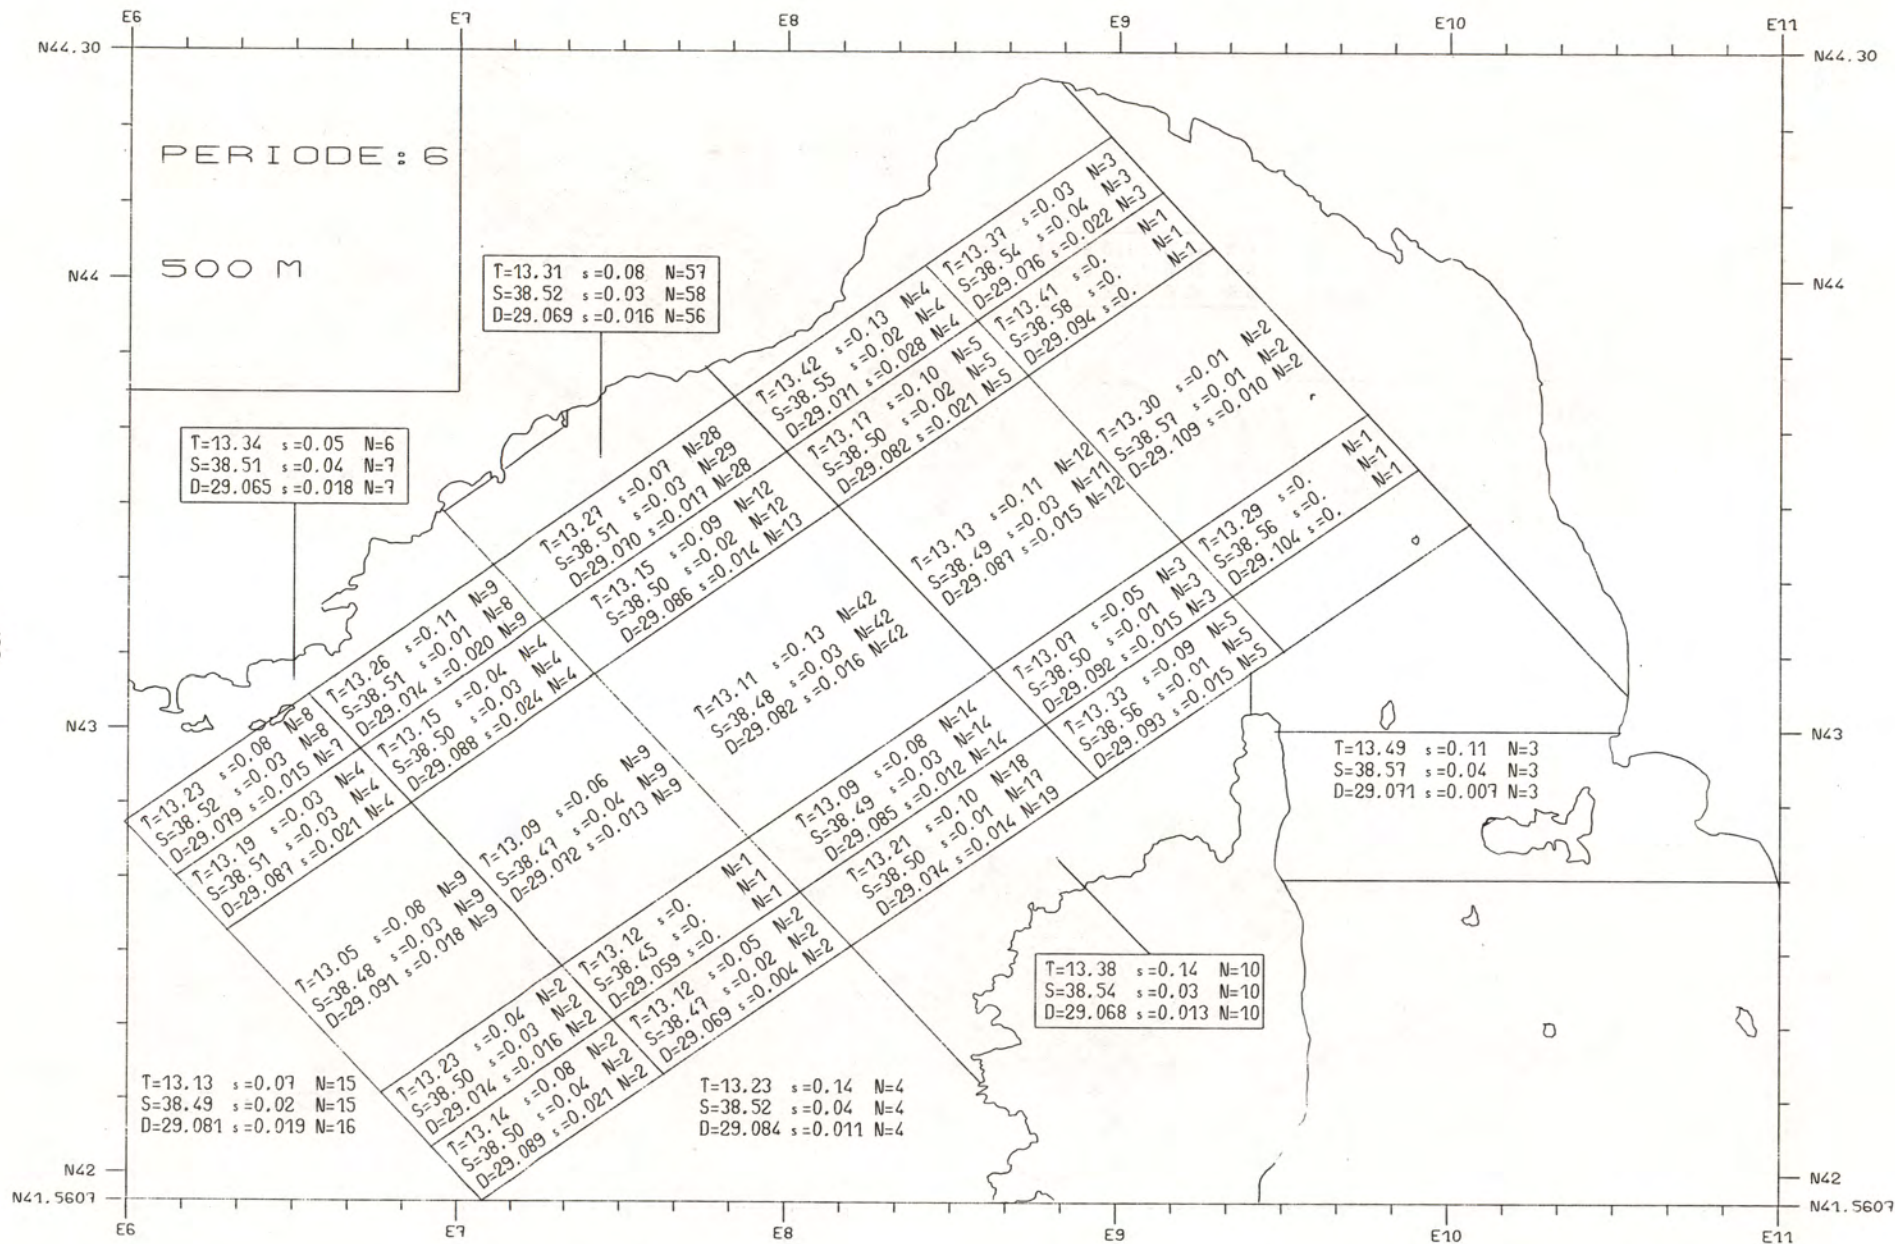 E6 E7 E8 E9 E10 E11
N44.30 N44.30
PERIODE: 6
500 M
N44 N44
T=13.31 s=0.08 N=57
S=38.52 s=0.03 N=58
D=29.069 s=0.016 N=56
T=13.34 s=0.05 N=6
S=38.51 s=0.04 N=7
D=29.065 s=0.018 N=7
T=13.37 s=0.03 N=3
S=38.54 s=0.04 N=3
D=29.076 s=0.022 N=3
T=13.41 s=0. N=1
S=38.58 s=0. N=1
D=29.094 s=0. N=1
T=13.42 s=0.13 N=4
S=38.55 s=0.02 N=4
D=29.071 s=0.028 N=4
T=13.17 s=0.10 N=5
S=38.50 s=0.02 N=5
D=29.082 s=0.021 N=5
T=13.30 s=0.01 N=2
S=38.57 s=0.01 N=2
D=29.109 s=0.010 N=2
T=13.27 s=0.07 N=28
S=38.51 s=0.03 N=29
D=29.070 s=0.017 N=28
T=13.15 s=0.09 N=12
S=38.50 s=0.02 N=12
D=29.086 s=0.014 N=13
T=13.13 s=0.11 N=12
S=38.49 s=0.03 N=11
D=29.087 s=0.015 N=12
T=13.29 s=0. N=1
S=38.56 s=0. N=1
D=29.104 s=0. N=1
T=13.26 s=0.11 N=9
S=38.51 s=0.01 N=8
D=29.074 s=0.020 N=9
T=13.15 s=0.04 N=4
S=38.50 s=0.03 N=4
D=29.088 s=0.024 N=4
T=13.11 s=0.13 N=42
S=38.48 s=0.03 N=42
D=29.082 s=0.016 N=42
T=13.07 s=0.05 N=3
S=38.50 s=0.01 N=3
D=29.092 s=0.015 N=3
T=13.33 s=0.09 N=5
S=38.56 s=0.01 N=5
D=29.093 s=0.015 N=5
N43 N43
T=13.23 s=0.08 N=8
S=38.52 s=0.03 N=8
D=29.079 s=0.015 N=7
T=13.19 s=0.03 N=4
S=38.51 s=0.03 N=4
D=29.087 s=0.021 N=4
T=13.09 s=0.06 N=9
S=38.47 s=0.04 N=9
D=29.072 s=0.013 N=9
T=13.09 s=0.08 N=14
S=38.49 s=0.03 N=14
D=29.085 s=0.012 N=14
T=13.21 s=0.10 N=18
S=38.50 s=0.01 N=17
D=29.074 s=0.014 N=19
T=13.49 s=0.11 N=3
S=38.57 s=0.04 N=3
D=29.071 s=0.007 N=3
T=13.05 s=0.08 N=9
S=38.48 s=0.03 N=9
D=29.091 s=0.018 N=9
T=13.12 s=0. N=1
S=38.45 s=0. N=1
D=29.059 s=0. N=1
T=13.12 s=0.05 N=2
S=38.47 s=0.02 N=2
D=29.069 s=0.004 N=2
T=13.38 s=0.14 N=10
S=38.54 s=0.03 N=10
D=29.068 s=0.013 N=10
T=13.23 s=0.04 N=2
S=38.50 s=0.03 N=2
D=29.074 s=0.016 N=2
T=13.14 s=0.08 N=2
S=38.50 s=0.04 N=2
D=29.089 s=0.021 N=2
T=13.13 s=0.07 N=15
S=38.49 s=0.02 N=15
D=29.081 s=0.019 N=16
T=13.23 s=0.14 N=4
S=38.52 s=0.04 N=4
D=29.084 s=0.011 N=4
N42 N42
N41.5607 N41.5607
E6 E7 E8 E9 E10 E11